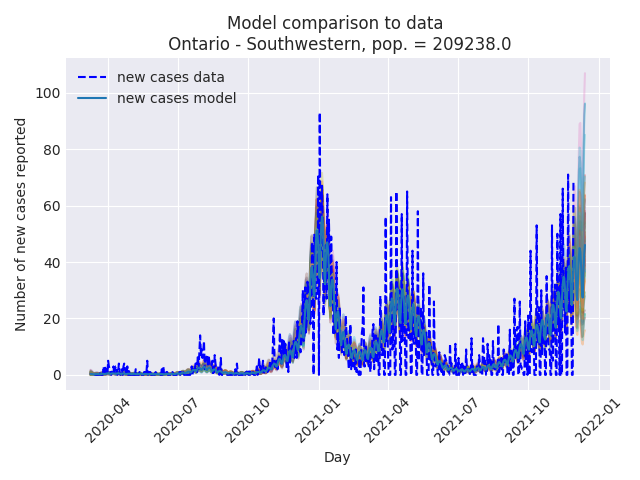 Model comparison to data
Ontario - Southwestern, pop. = 209238.0
new cases data
new cases model
Number of new cases reported
100
80
60
40
20
0
2020-04
2020-07
2020-10
2021-01
2021-04
2021-07
2021-10
2022-01
Day